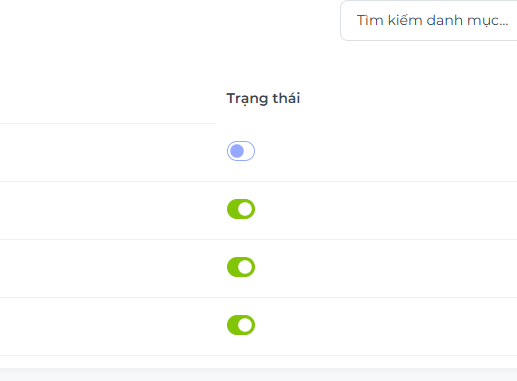 Tìm kiếm danh mục...
Trạng thái